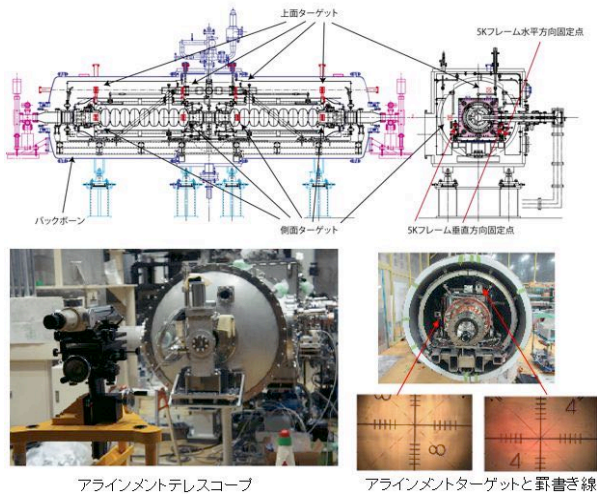 上面ターゲット
5Kフレーム水平方向固定点
バックボーン
側面ターゲット
5Kフレーム垂直方向固定点
8
8
4
4
アラインメントテレスコープ
アラインメントターゲットと罫書き線